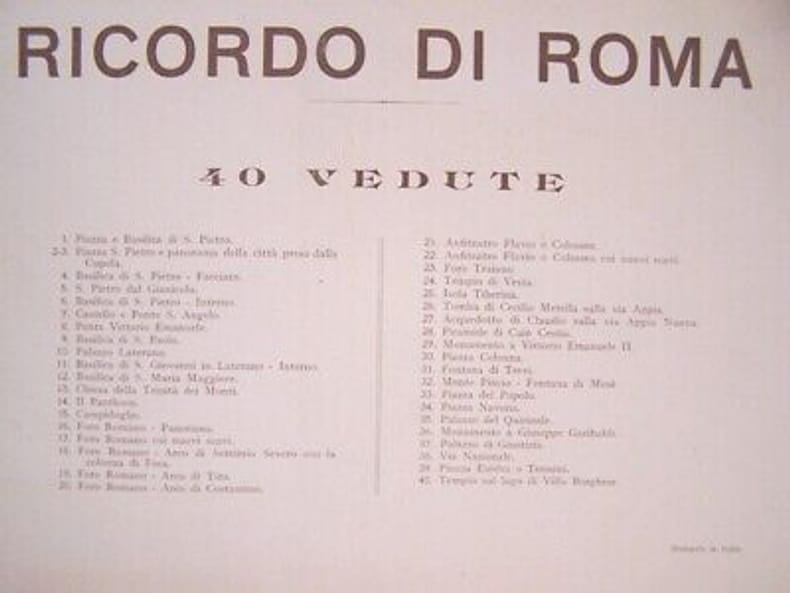 RICORDO DI ROMA
40 VEDUTE
1. Piazza e Basilica di S. Pietro.
2-3. Piazza S. Pietro e panorama della città preso dalla
Cupola.
4. Basilica di S. Pietro - Facciata.
5. S. Pietro dal Gianicolo.
6. Basilica di S. Pietro - Interno.
7. Castello e Ponte S. Angelo.
8. Ponte Vittorio Emanuele.
9. Basilica di S. Paolo.
10. Palazzo Laterano.
11. Basilica di S. Giovanni in Laterano - Interno.
12. Basilica di S. Maria Maggiore.
13. Chiesa della Trinità dei Monti.
14. Il Pantheon.
15. Campidoglio.
16. Foro Romano - Panorama.
17. Foro Romano coi nuovi scavi.
18. Foro Romano - Arco di Settimio Severo con la
colonna di Foca.
19. Foro Romano - Arco di Tito.
20. Foro Romano - Arco di Costantino.
21. Anfiteatro Flavio o Colosseo.
22. Anfiteatro Flavio o Colosseo coi nuovi scavi.
23. Foro Traiano.
24. Tempio di Vesta.
25. Isola Tiberina.
26. Tomba di Cecilia Metella sulla via Appia.
27. Acquedotto di Claudio sulla via Appia Nuova.
28. Piramide di Caio Cestio.
29. Monumento a Vittorio Emanuele II.
30. Piazza Colonna.
31. Fontana di Trevi.
32. Monte Pincio - Fontana di Mosè
33. Piazza del Popolo.
34. Piazza Navona.
35. Palazzo del Quirinale.
36. Monumento a Giuseppe Garibaldi.
37. Palazzo di Giustizia.
38. Via Nazionale.
39. Piazza Esedra o Termini.
40. Tempio sul lago di Villa Borghese.